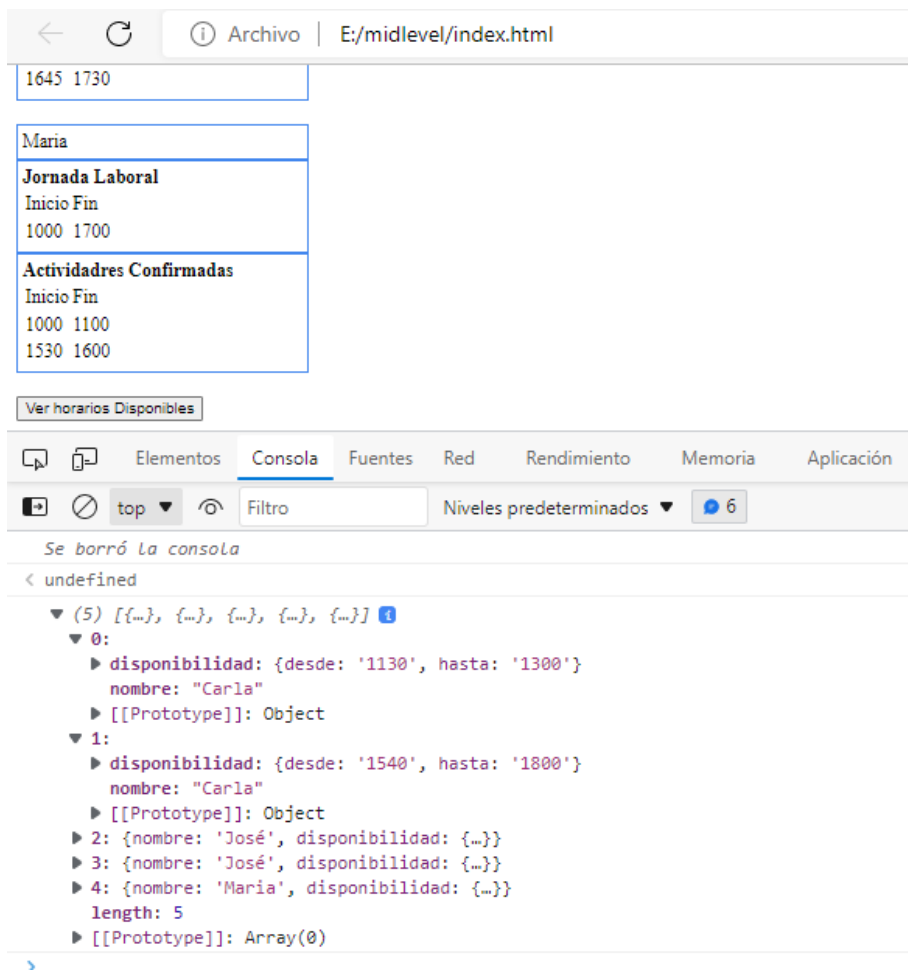 Archivo | E:/midlevel/index.html
1645 1730
Maria
Jornada Laboral
Inicio Fin
1000 1700
Actividadres Confirmadas
Inicio Fin
1000 1100
1530 1600
Ver horarios Disponibles
Elementos Consola Fuentes Red Rendimiento Memoria Aplicación
top ▼ Filtro Niveles predeterminados ▼ 6
Se borró la consola
< undefined
▼ (5) [{…}, {…}, {…}, {…}, {…}] i
▼ 0:
▶ disponibilidad: {desde: '1130', hasta: '1300'}
nombre: "Carla"
▶ [[Prototype]]: Object
▼ 1:
▶ disponibilidad: {desde: '1540', hasta: '1800'}
nombre: "Carla"
▶ [[Prototype]]: Object
▶ 2: {nombre: 'José', disponibilidad: {…}}
▶ 3: {nombre: 'José', disponibilidad: {…}}
▶ 4: {nombre: 'Maria', disponibilidad: {…}}
length: 5
▶ [[Prototype]]: Array(0)
>